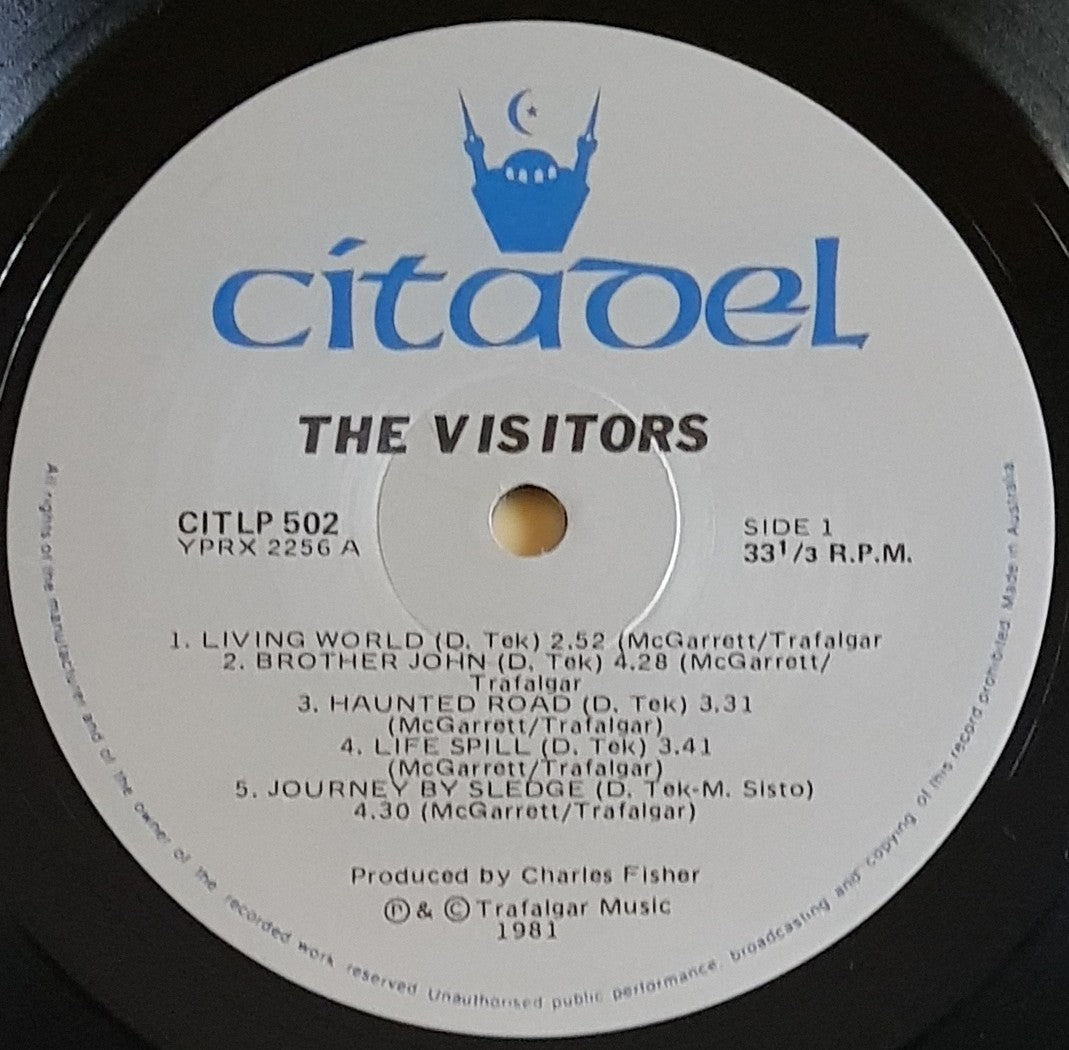 citadel
THE VISITORS
CITLP 502
YPRX 2256 A
SIDE 1
33 1/3 R.P.M.
1. LIVING WORLD (D. Tek) 2.52 (McGarrett/Trafalgar
2. BROTHER JOHN (D. Tek) 4.28 (McGarrett/
Trafalgar
3. HAUNTED ROAD (D. Tek) 3.31
(McGarrett/Trafalgar)
4. LIFE SPILL (D. Tek) 3.41
(McGarrett/Trafalgar)
5. JOURNEY BY SLEDGE (D. Tek-M. Sisto)
4.30 (McGarrett/Trafalgar)
Produced by Charles Fisher
Ⓟ & © Trafalgar Music
1981
All rights of the manufacturer and of the owner of the recorded work reserved Unauthorised public performance, broadcasting and copying of this record prohibited Made in Australia